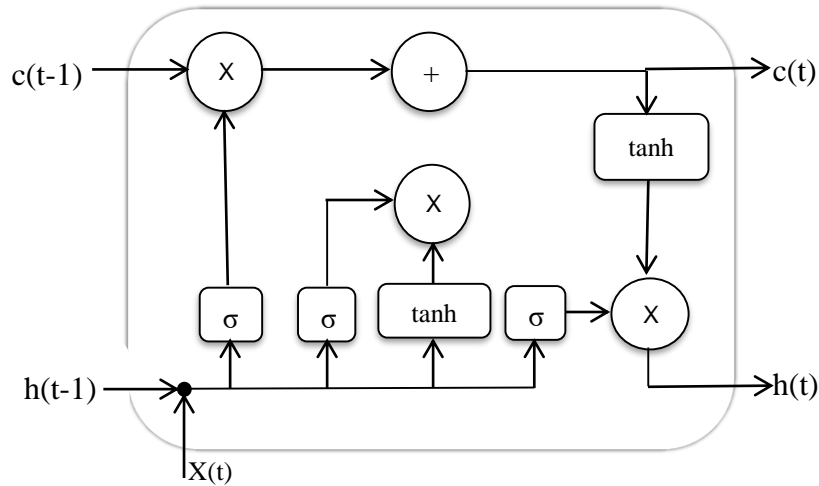 c(t-1) X + c(t)
tanh
X
σ σ tanh σ X
h(t-1) h(t)
X(t)